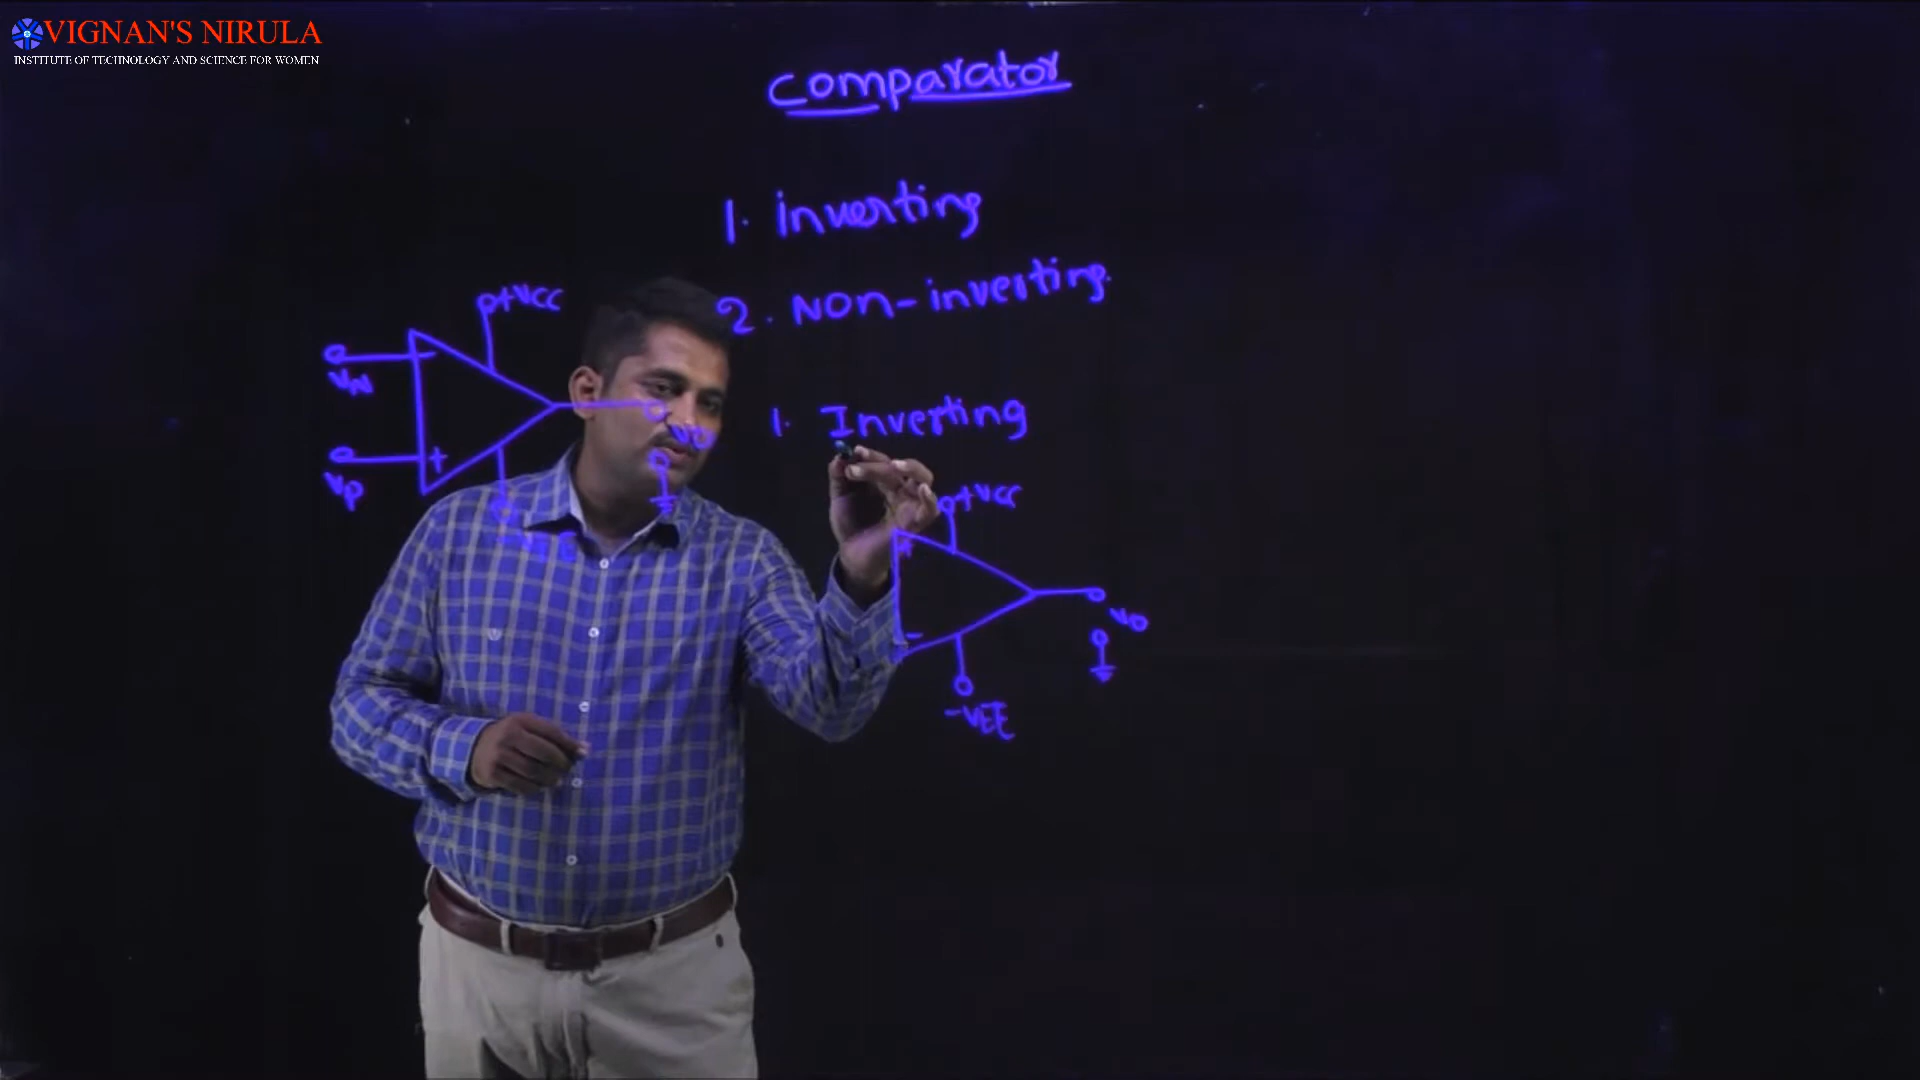 VIGNAN'S NIRULA
INSTITUTE OF TECHNOLOGY AND SCIENCE FOR WOMEN
comparator
1. inverting
2. NON-inverting.
+VCC
VN
-
+
VP
VO
1. Inverting
+VCC
+
-
VO
-VEE